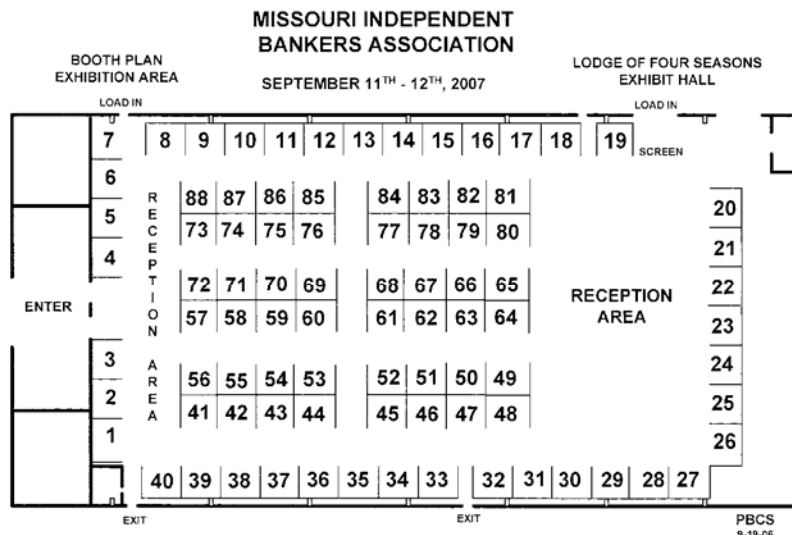 MISSOURI INDEPENDENT
BANKERS ASSOCIATION
BOOTH PLAN
EXHIBITION AREA
SEPTEMBER 11TH - 12TH, 2007
LODGE OF FOUR SEASONS
EXHIBIT HALL
LOAD IN
LOAD IN
7 8 9 10 11 12 13 14 15 16 17 18 19
SCREEN
6
88 87 86 85 84 83 82 81
5 20
73 74 75 76 77 78 79 80
4 21
72 71 70 69 68 67 66 65 22
ENTER
RECEPTION AREA
RECEPTION
AREA
57 58 59 60 61 62 63 64 23
3 24
56 55 54 53 52 51 50 49
2 25
41 42 43 44 45 46 47 48
1 26
40 39 38 37 36 35 34 33 32 31 30 29 28 27
EXIT EXIT PBCS
9-19-06